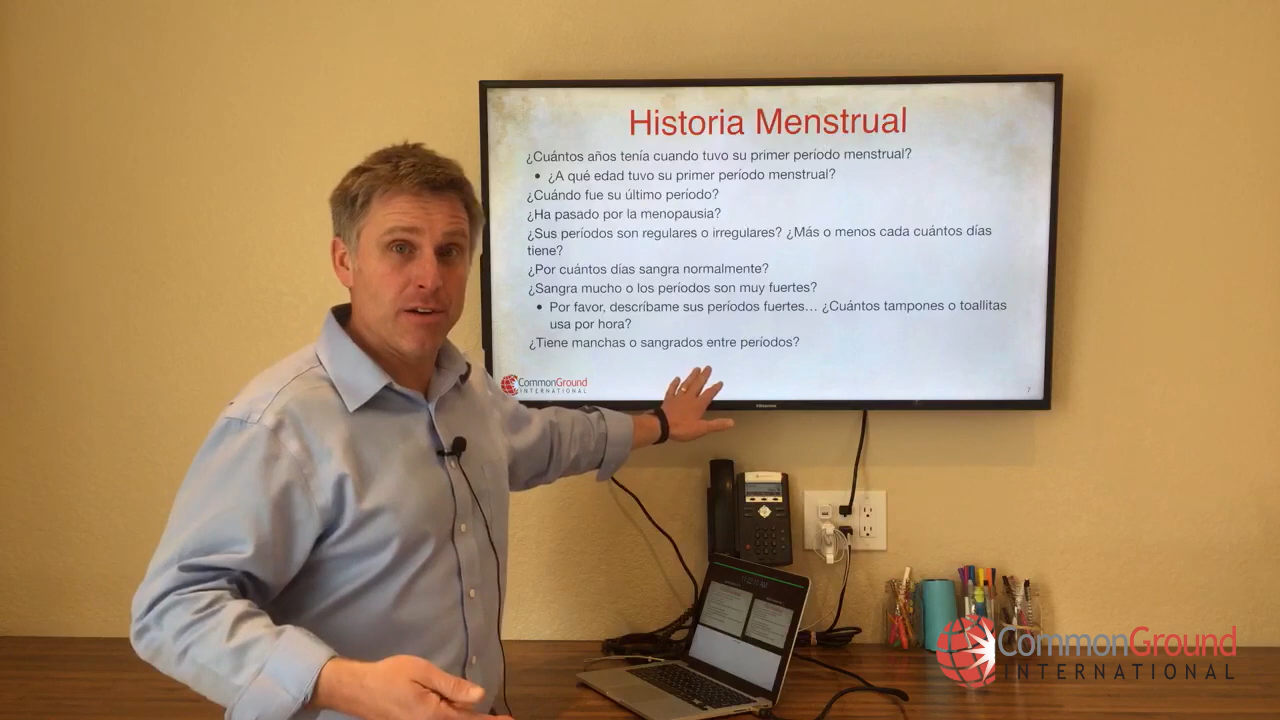 Historia Menstrual
¿Cuántos años tenía cuando tuvo su primer período menstrual?
• ¿A qué edad tuvo su primer período menstrual?
¿Cuándo fue su último período?
¿Ha pasado por la menopausia?
¿Sus períodos son regulares o irregulares? ¿Más o menos cada cuántos días
tiene?
¿Por cuántos días sangra normalmente?
¿Sangra mucho o los períodos son muy fuertes?
• Por favor, descríbame sus períodos fuertes… ¿Cuántos tampones o toallitas
usa por hora?
¿Tiene manchas o sangrados entre períodos?
CommonGround
INTERNATIONAL
7
Hisense
CommonGround
INTERNATIONAL